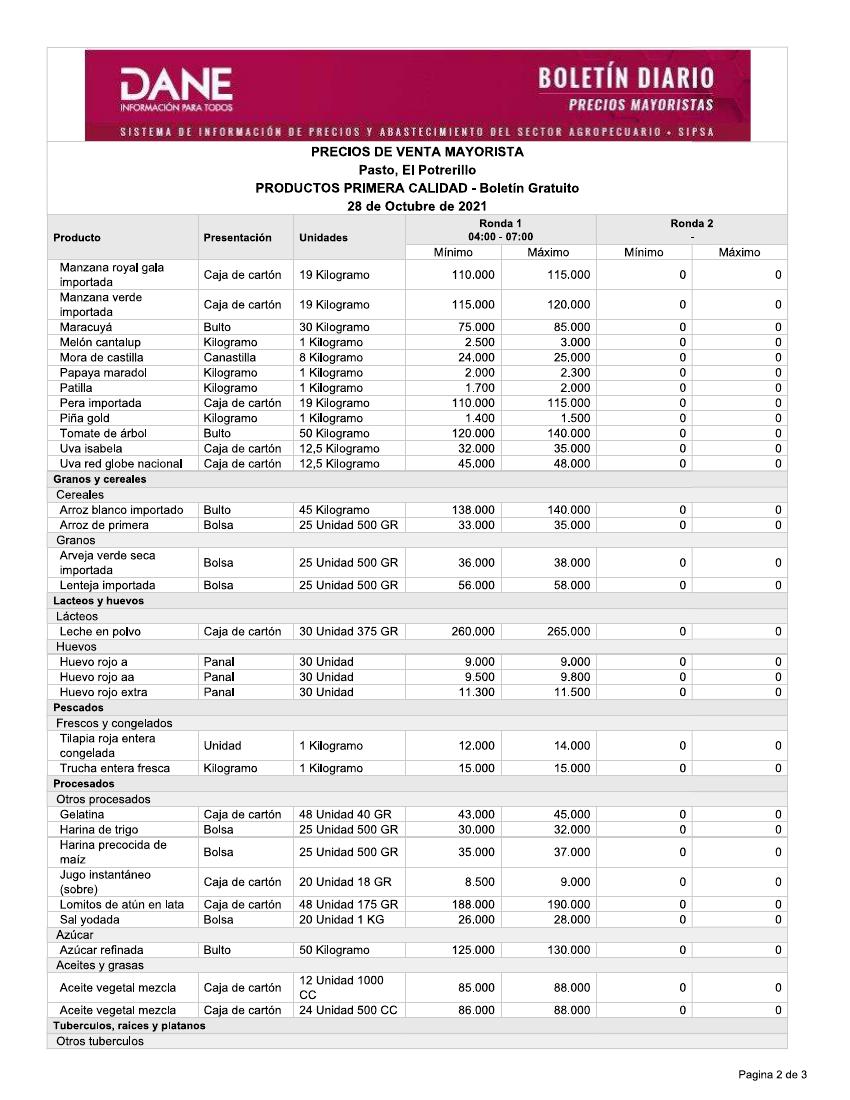 DANE
INFORMACIÓN PARA TODOS
BOLETÍN DIARIO
PRECIOS MAYORISTAS
SISTEMA DE INFORMACIÓN DE PRECIOS Y ABASTECIMIENTO DEL SECTOR AGROPECUARIO • SIPSA
PRECIOS DE VENTA MAYORISTA
Pasto, El Potrerillo
PRODUCTOS PRIMERA CALIDAD - Boletín Gratuito
28 de Octubre de 2021
Producto Presentación Unidades Ronda 1 Ronda 2
04:00 - 07:00 -
Mínimo Máximo Mínimo Máximo
Manzana royal gala
importada Caja de cartón 19 Kilogramo 110.000 115.000 0 0
Manzana verde
importada Caja de cartón 19 Kilogramo 115.000 120.000 0 0
Maracuyá Bulto 30 Kilogramo 75.000 85.000 0 0
Melón cantalup Kilogramo 1 Kilogramo 2.500 3.000 0 0
Mora de castilla Canastilla 8 Kilogramo 24.000 25.000 0 0
Papaya maradol Kilogramo 1 Kilogramo 2.000 2.300 0 0
Patilla Kilogramo 1 Kilogramo 1.700 2.000 0 0
Pera importada Caja de cartón 19 Kilogramo 110.000 115.000 0 0
Piña gold Kilogramo 1 Kilogramo 1.400 1.500 0 0
Tomate de árbol Bulto 50 Kilogramo 120.000 140.000 0 0
Uva isabela Caja de cartón 12,5 Kilogramo 32.000 35.000 0 0
Uva red globe nacional Caja de cartón 12,5 Kilogramo 45.000 48.000 0 0
Granos y cereales
Cereales
Arroz blanco importado Bulto 45 Kilogramo 138.000 140.000 0 0
Arroz de primera Bolsa 25 Unidad 500 GR 33.000 35.000 0 0
Granos
Arveja verde seca
importada Bolsa 25 Unidad 500 GR 36.000 38.000 0 0
Lenteja importada Bolsa 25 Unidad 500 GR 56.000 58.000 0 0
Lacteos y huevos
Lácteos
Leche en polvo Caja de cartón 30 Unidad 375 GR 260.000 265.000 0 0
Huevos
Huevo rojo a Panal 30 Unidad 9.000 9.000 0 0
Huevo rojo aa Panal 30 Unidad 9.500 9.800 0 0
Huevo rojo extra Panal 30 Unidad 11.300 11.500 0 0
Pescados
Frescos y congelados
Tilapia roja entera
congelada Unidad 1 Kilogramo 12.000 14.000 0 0
Trucha entera fresca Kilogramo 1 Kilogramo 15.000 15.000 0 0
Procesados
Otros procesados
Gelatina Caja de cartón 48 Unidad 40 GR 43.000 45.000 0 0
Harina de trigo Bolsa 25 Unidad 500 GR 30.000 32.000 0 0
Harina precocida de
maíz Bolsa 25 Unidad 500 GR 35.000 37.000 0 0
Jugo instantáneo
(sobre) Caja de cartón 20 Unidad 18 GR 8.500 9.000 0 0
Lomitos de atún en lata Caja de cartón 48 Unidad 175 GR 188.000 190.000 0 0
Sal yodada Bolsa 20 Unidad 1 KG 26.000 28.000 0 0
Azúcar
Azúcar refinada Bulto 50 Kilogramo 125.000 130.000 0 0
Aceites y grasas
Aceite vegetal mezcla Caja de cartón 12 Unidad 1000 85.000 88.000 0 0
CC
Aceite vegetal mezcla Caja de cartón 24 Unidad 500 CC 86.000 88.000 0 0
Tuberculos, raices y platanos
Otros tuberculos
Pagina 2 de 3